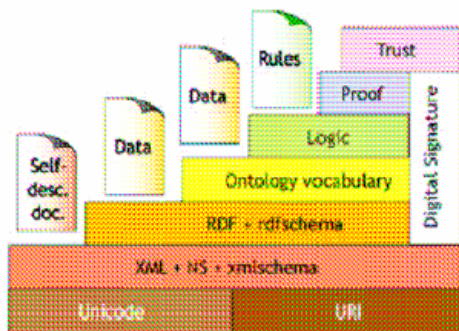 Trust
Rules
Proof
Data
Logic
Data
Ontology vocabulary
Self-
desc.
doc.
RDF + rdfschema
Digital Signature
XML + NS + xmlschema
Unicode
URI